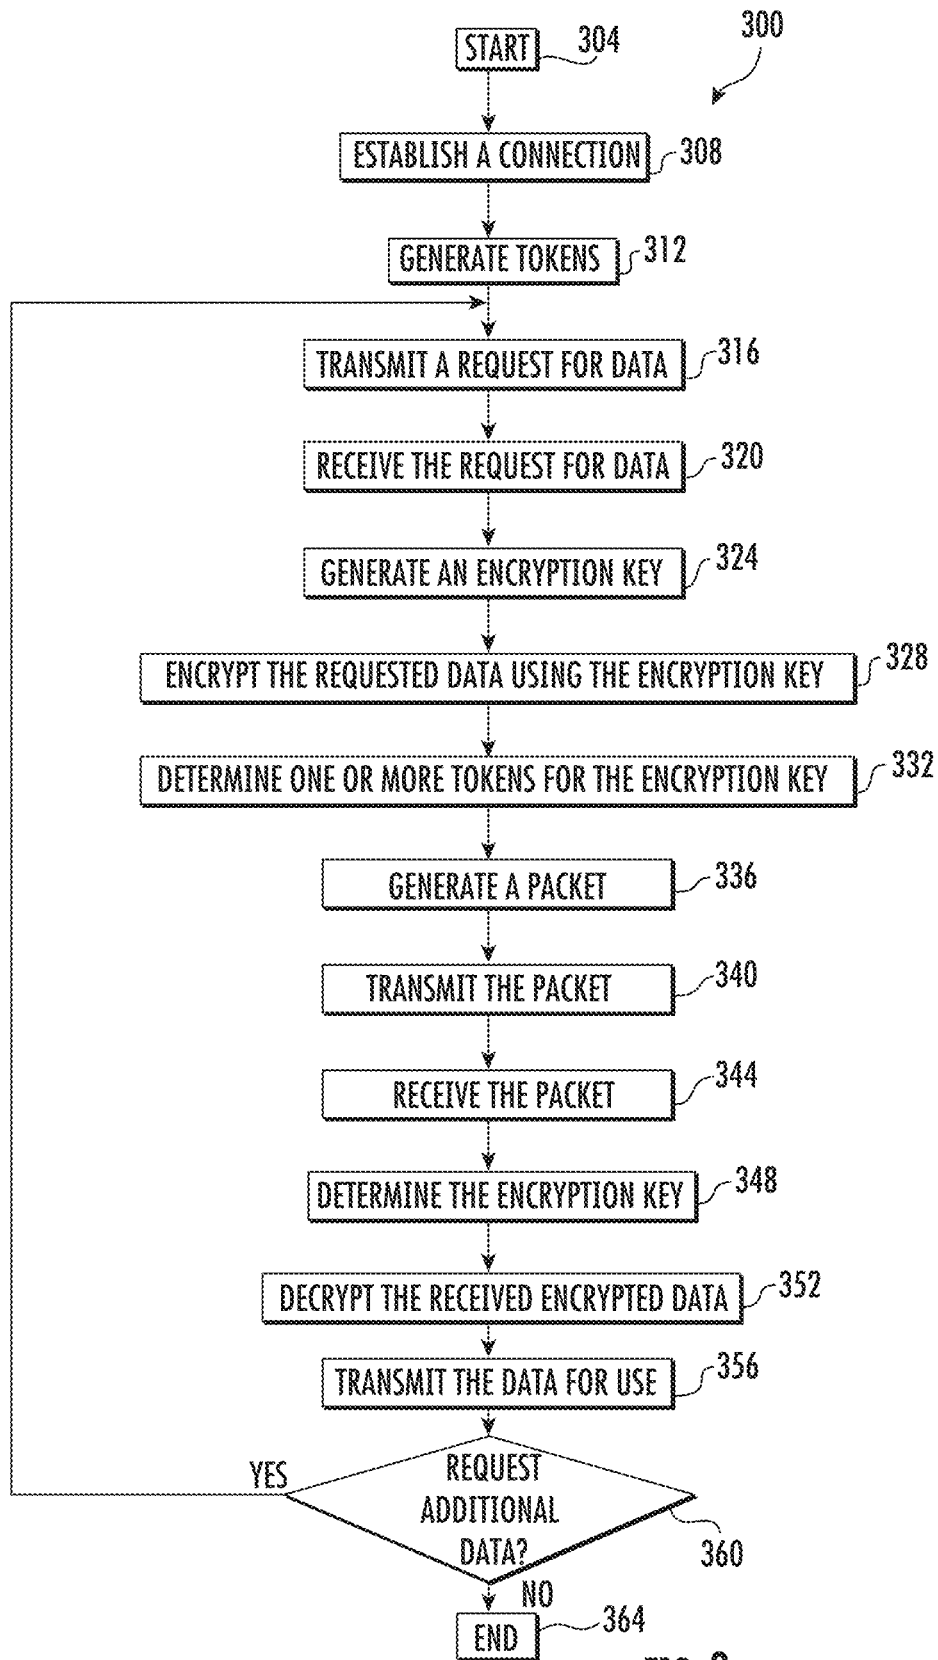 300
START 304
ESTABLISH A CONNECTION 308
GENERATE TOKENS 312
TRANSMIT A REQUEST FOR DATA 316
RECEIVE THE REQUEST FOR DATA 320
GENERATE AN ENCRYPTION KEY 324
ENCRYPT THE REQUESTED DATA USING THE ENCRYPTION KEY 328
DETERMINE ONE OR MORE TOKENS FOR THE ENCRYPTION KEY 332
GENERATE A PACKET 336
TRANSMIT THE PACKET 340
RECEIVE THE PACKET 344
DETERMINE THE ENCRYPTION KEY 348
DECRYPT THE RECEIVED ENCRYPTED DATA 352
TRANSMIT THE DATA FOR USE 356
YES
REQUEST
ADDITIONAL
DATA?
360
NO
END 364